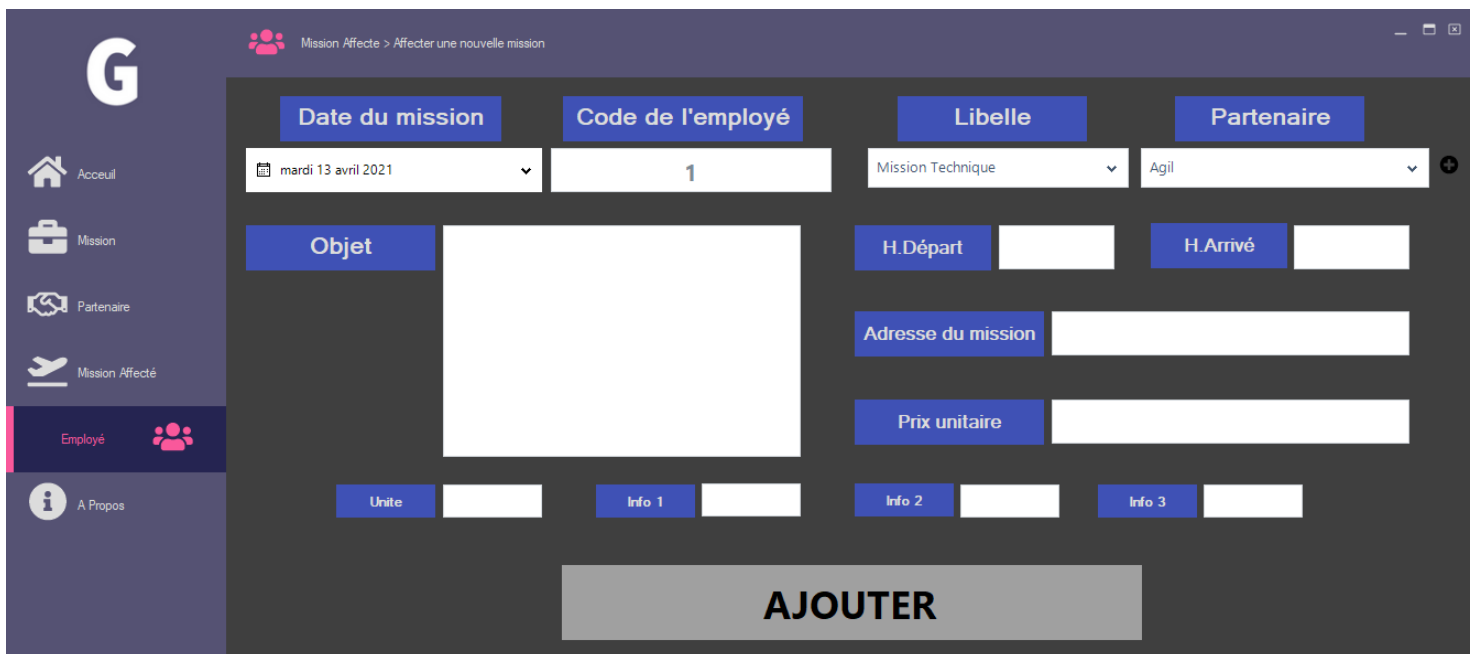 G
Mission Affecte > Affecter une nouvelle mission
Acceuil
Mission
Partenaire
Mission Affecté
Employé
A Propos
Date du mission
Code de l'employé
Libelle
Partenaire
mardi 13 avril 2021
1
Mission Technique
Agil
Objet
H.Départ
H.Arrivé
Adresse du mission
Prix unitaire
Unite
Info 1
Info 2
Info 3
AJOUTER